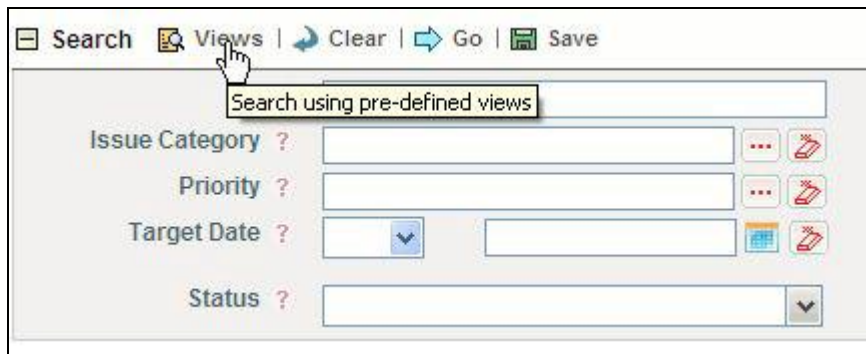 Search Views | Clear | Go | Save
Search using pre-defined views
Issue Category ?
Priority ?
Target Date ?
Status ?